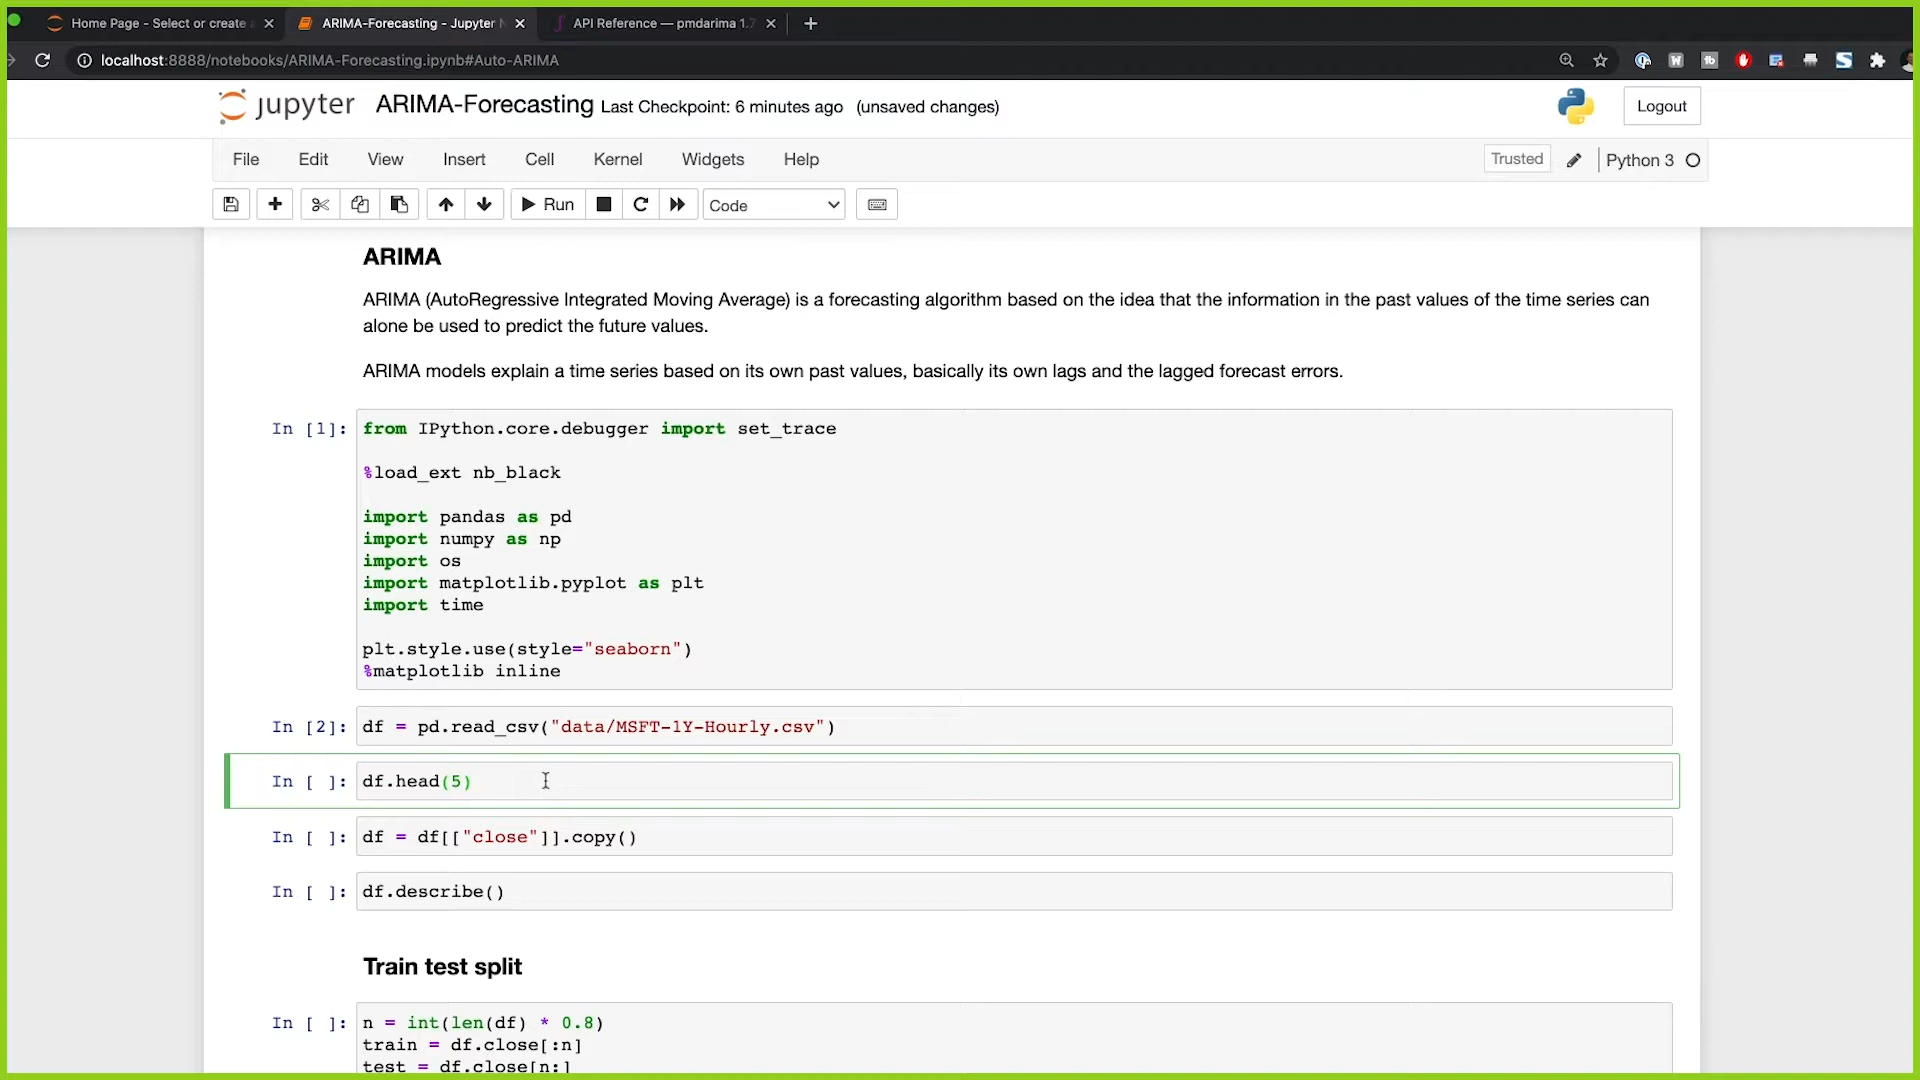 Home Page - Select or create a
ARIMA-Forecasting - Jupyter N
API Reference — pmdarima 1.7
localhost:8888/notebooks/ARIMA-Forecasting.ipynb#Auto-ARIMA
jupyter ARIMA-Forecasting Last Checkpoint: 6 minutes ago (unsaved changes)
Logout
File Edit View Insert Cell Kernel Widgets Help
Trusted
Python 3
Run
Code
ARIMA
ARIMA (AutoRegressive Integrated Moving Average) is a forecasting algorithm based on the idea that the information in the past values of the time series can
alone be used to predict the future values.
ARIMA models explain a time series based on its own past values, basically its own lags and the lagged forecast errors.
In [1]: from IPython.core.debugger import set_trace
%load_ext nb_black
import pandas as pd
import numpy as np
import os
import matplotlib.pyplot as plt
import time
plt.style.use(style="seaborn")
%matplotlib inline
In [2]: df = pd.read_csv("data/MSFT-1Y-Hourly.csv")
In [ ]: df.head(5)
In [ ]: df = df[["close"]].copy()
In [ ]: df.describe()
Train test split
In [ ]: n = int(len(df) * 0.8)
train = df.close[:n]
test = df.close[n:]